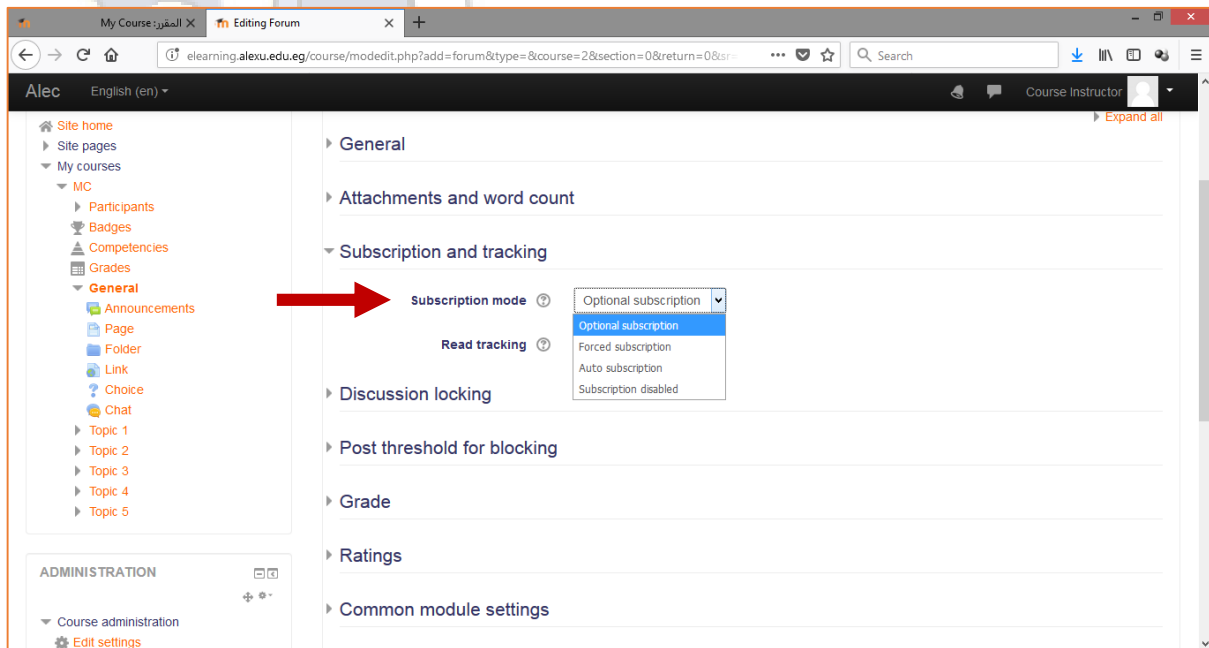 My Course :المقرر
Editing Forum
elearning.alexu.edu.eg/course/modedit.php?add=forum&type=&course=2&section=0&return=0&sr=
Search
Alec
English (en)
Course Instructor
Site home
Site pages
My courses
MC
Participants
Badges
Competencies
Grades
General
Announcements
Page
Folder
Link
Choice
Chat
Topic 1
Topic 2
Topic 3
Topic 4
Topic 5
ADMINISTRATION
Course administration
Edit settings
Expand all
General
Attachments and word count
Subscription and tracking
Subscription mode
Optional subscription
Optional subscription
Forced subscription
Auto subscription
Subscription disabled
Read tracking
Discussion locking
Post threshold for blocking
Grade
Ratings
Common module settings